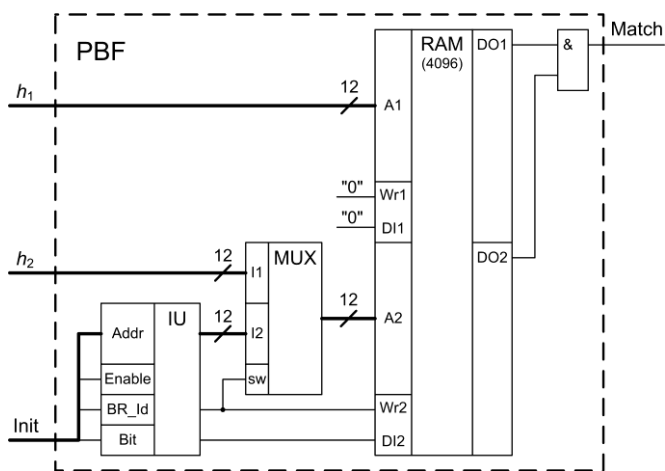 PBF
RAM
(4096)
DO1
&
Match
h1
12
A1
"0"
Wr1
"0"
DI1
h2
12
I1
MUX
DO2
12
A2
Addr
IU
12
I2
Enable
sw
BR_Id
Wr2
Init
Bit
DI2